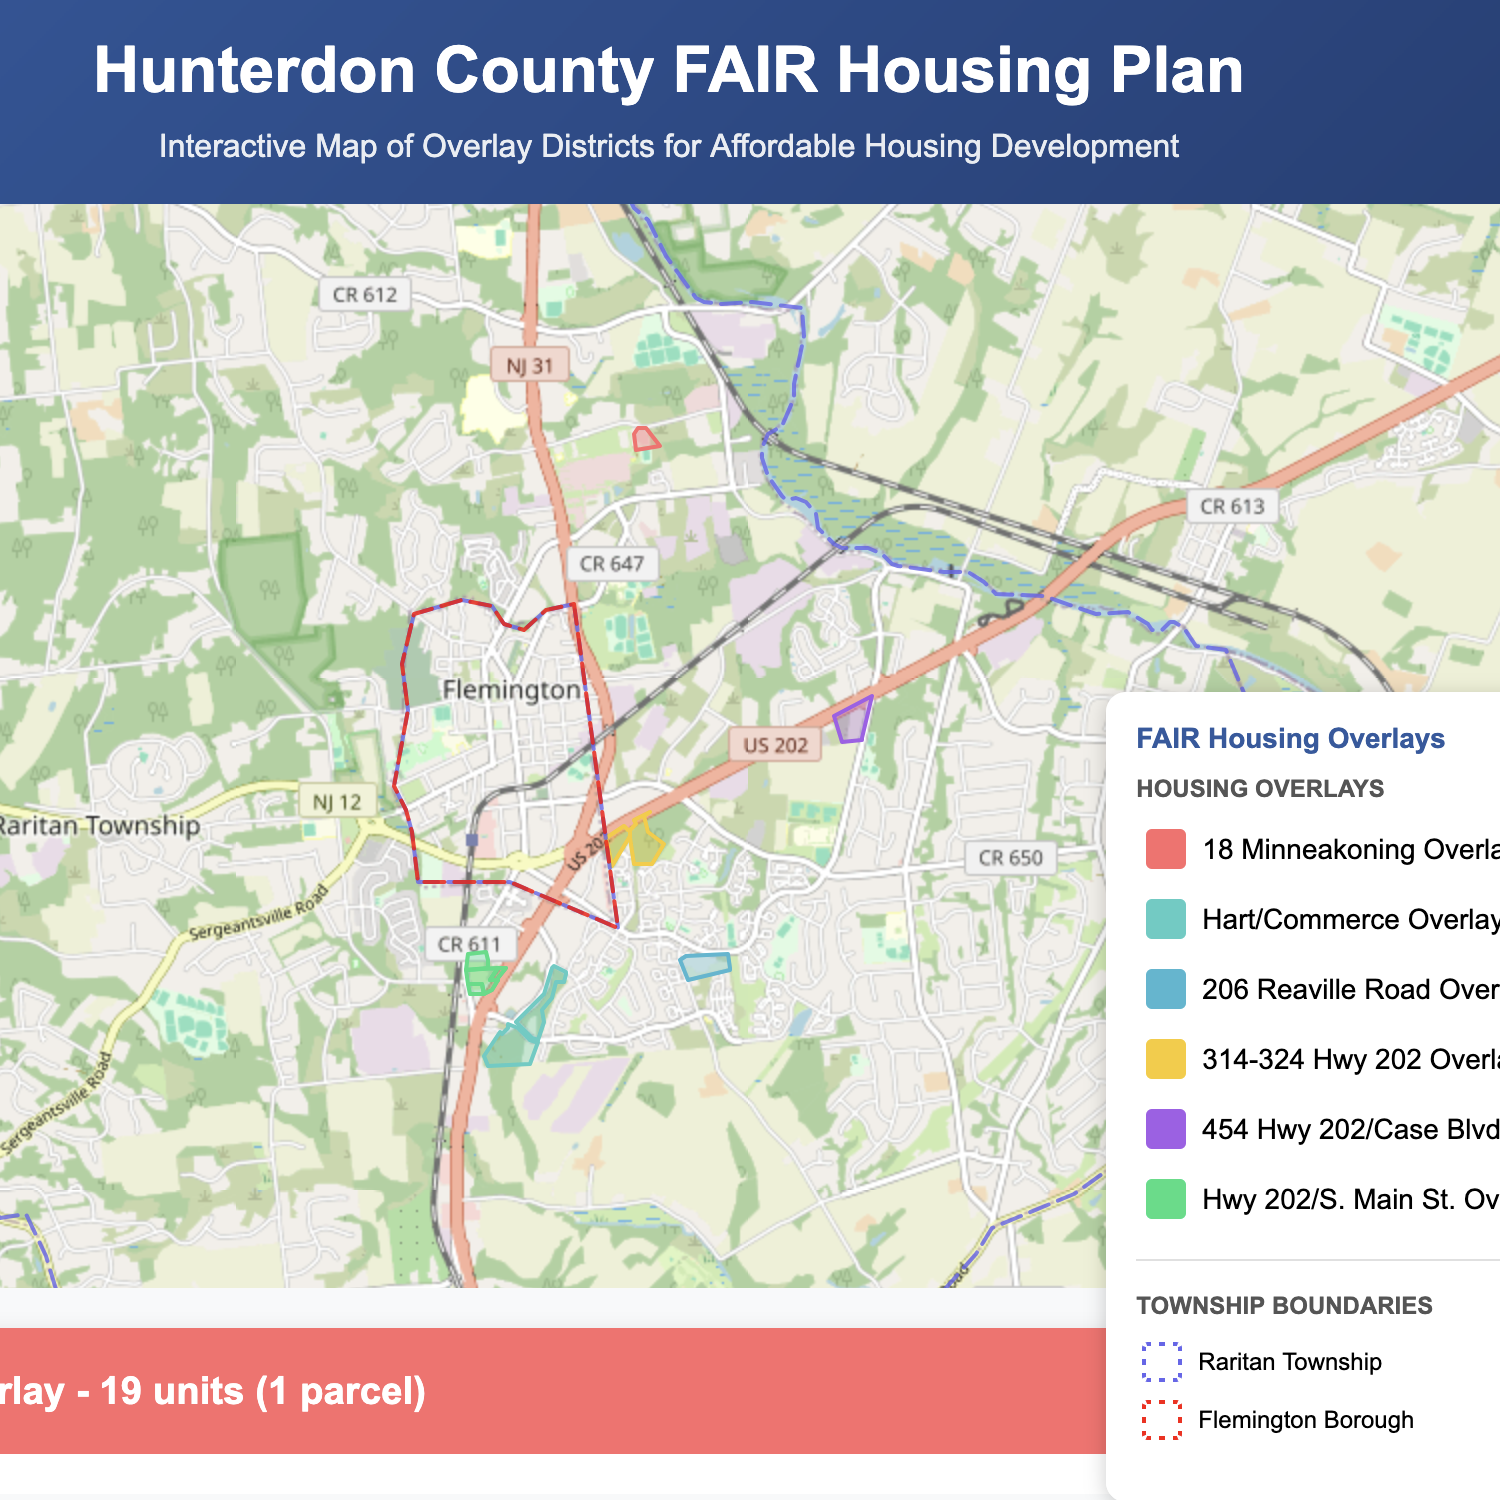 Hunterdon County FAIR Housing Plan
Interactive Map of Overlay Districts for Affordable Housing Development
CR 612
NJ 31
CR 613
CR 647
Flemington
US 202
NJ 12
Raritan Township
US 20
CR 650
Sergeantsville Road
CR 611
Sergeantsville Road
oad
FAIR Housing Overlays
HOUSING OVERLAYS
18 Minneakoning Overla
Hart/Commerce Overlay
206 Reaville Road Over
314-324 Hwy 202 Overla
454 Hwy 202/Case Blvd
Hwy 202/S. Main St. Ov
TOWNSHIP BOUNDARIES
Raritan Township
Flemington Borough
rlay - 19 units (1 parcel)